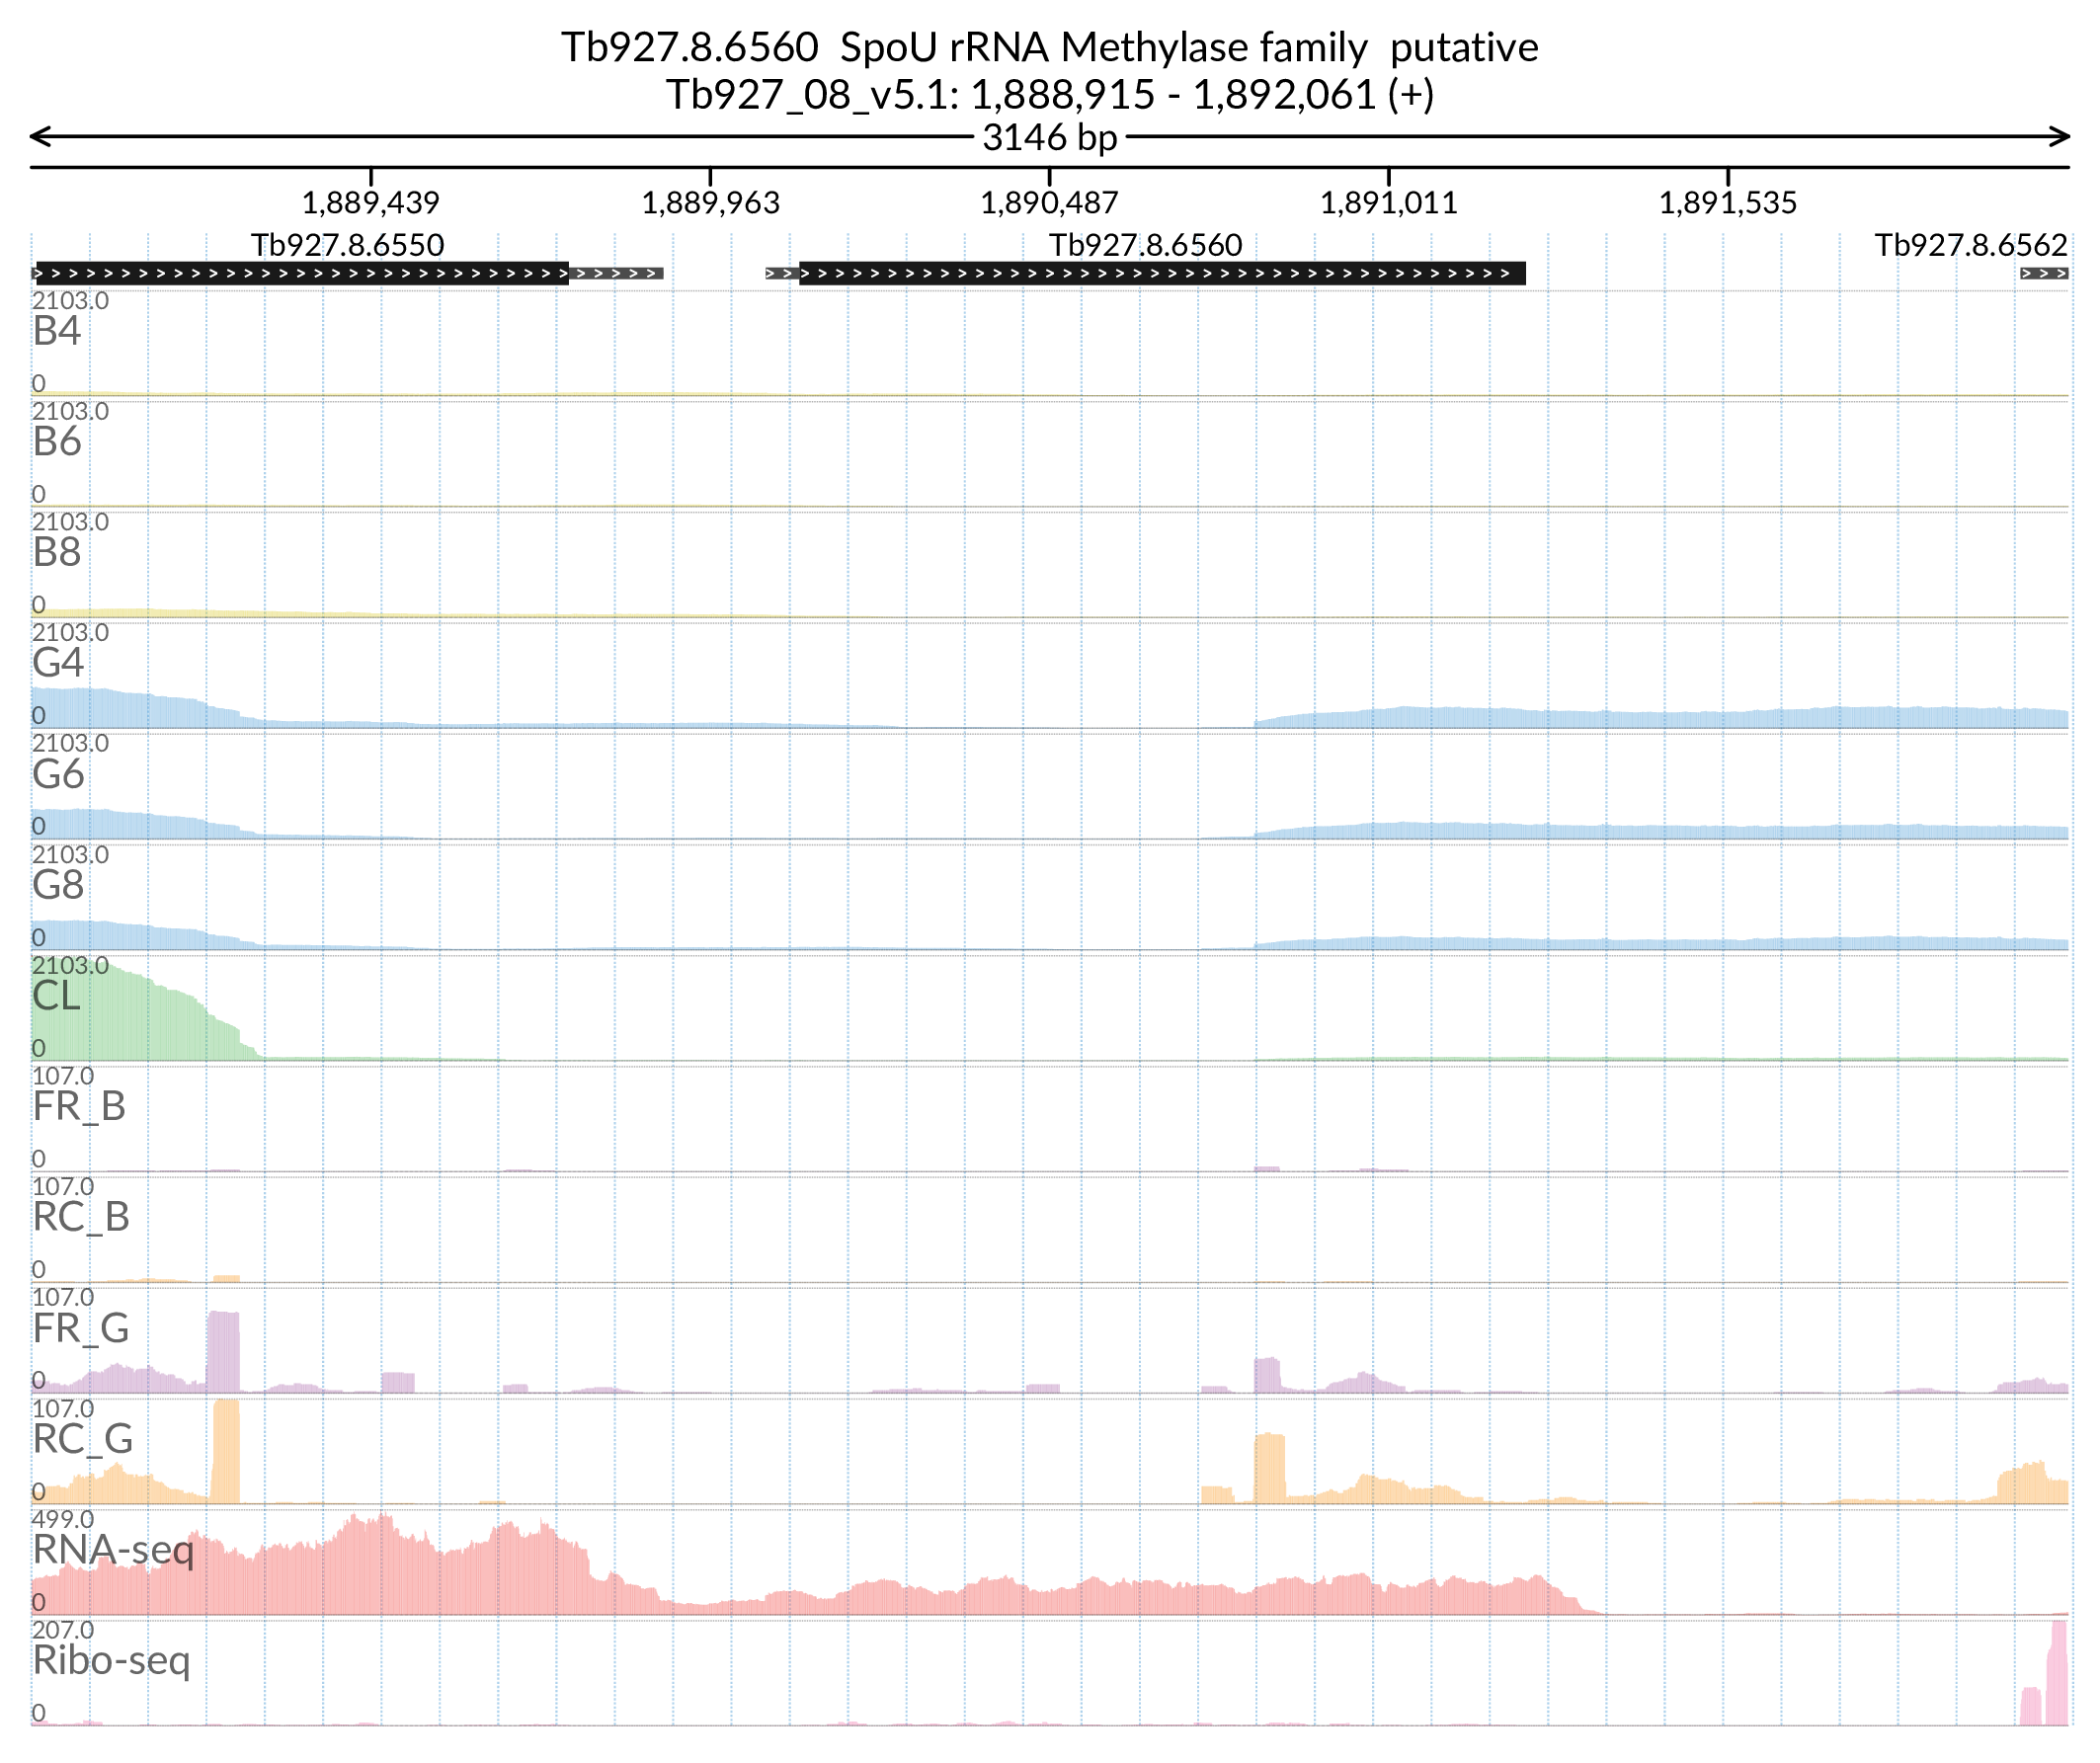 Tb927.8.6560  SpoU rRNA Methylase family  putative
Tb927_08_v5.1: 1,888,915 - 1,892,061 (+)
3146 bp
1,889,439 1,889,963 1,890,487 1,891,011 1,891,535
Tb927.8.6550 Tb927.8.6560 Tb927.8.6562
2103.0
B4
0
2103.0
B6
0
2103.0
B8
0
2103.0
G4
0
2103.0
G6
0
2103.0
G8
0
2103.0
CL
0
107.0
FR_B
0
107.0
RC_B
0
107.0
FR_G
0
107.0
RC_G
0
499.0
RNA-seq
0
207.0
Ribo-seq
0